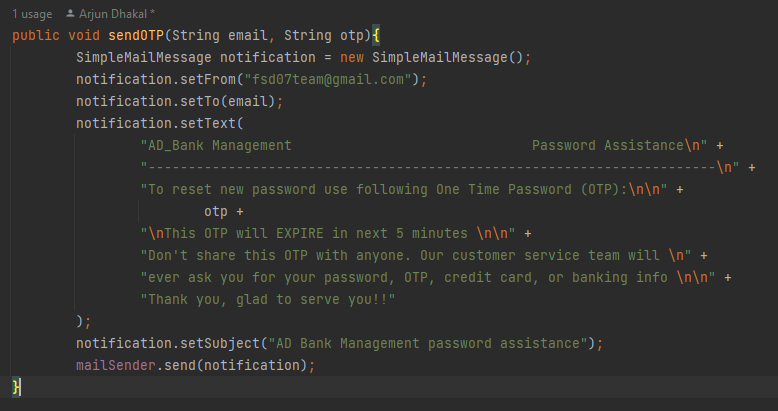 1 usage Arjun Dhakal *
public void sendOTP(String email, String otp){
SimpleMailMessage notification = new SimpleMailMessage();
notification.setFrom("fsd07team@gmail.com");
notification.setTo(email);
notification.setText(
"AD_Bank Management                              Password Assistance\n" +
"-----------------------------------------------------------------------\n" +
"To reset new password use following One Time Password (OTP):\n\n" +
otp +
"\nThis OTP will EXPIRE in next 5 minutes \n\n" +
"Don't share this OTP with anyone. Our customer service team will \n" +
"ever ask you for your password, OTP, credit card, or banking info \n\n" +
"Thank you, glad to serve you!!"
);
notification.setSubject("AD Bank Management password assistance");
mailSender.send(notification);
}